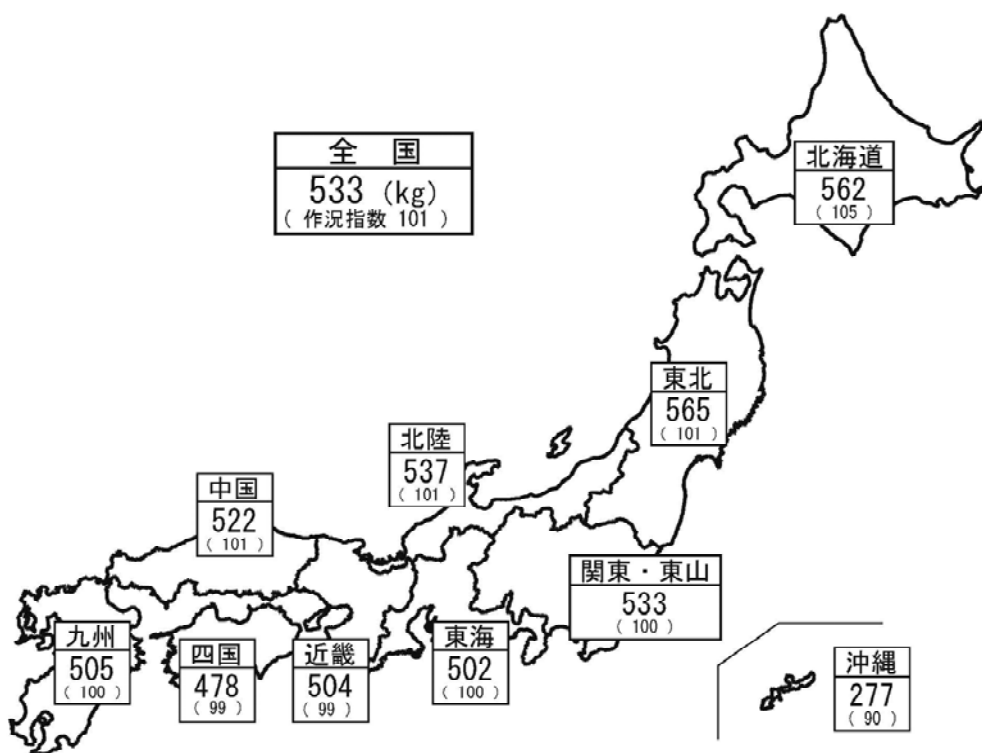 全 国
533 (kg)
( 作況指数 101 )
北海道
562
( 105 )
東北
565
( 101 )
北陸
537
( 101 )
中国
522
( 101 )
関東・東山
533
( 100 )
九州
505
( 100 )
四国
478
( 99 )
近畿
504
( 99 )
東海
502
( 100 )
沖縄
277
( 90 )